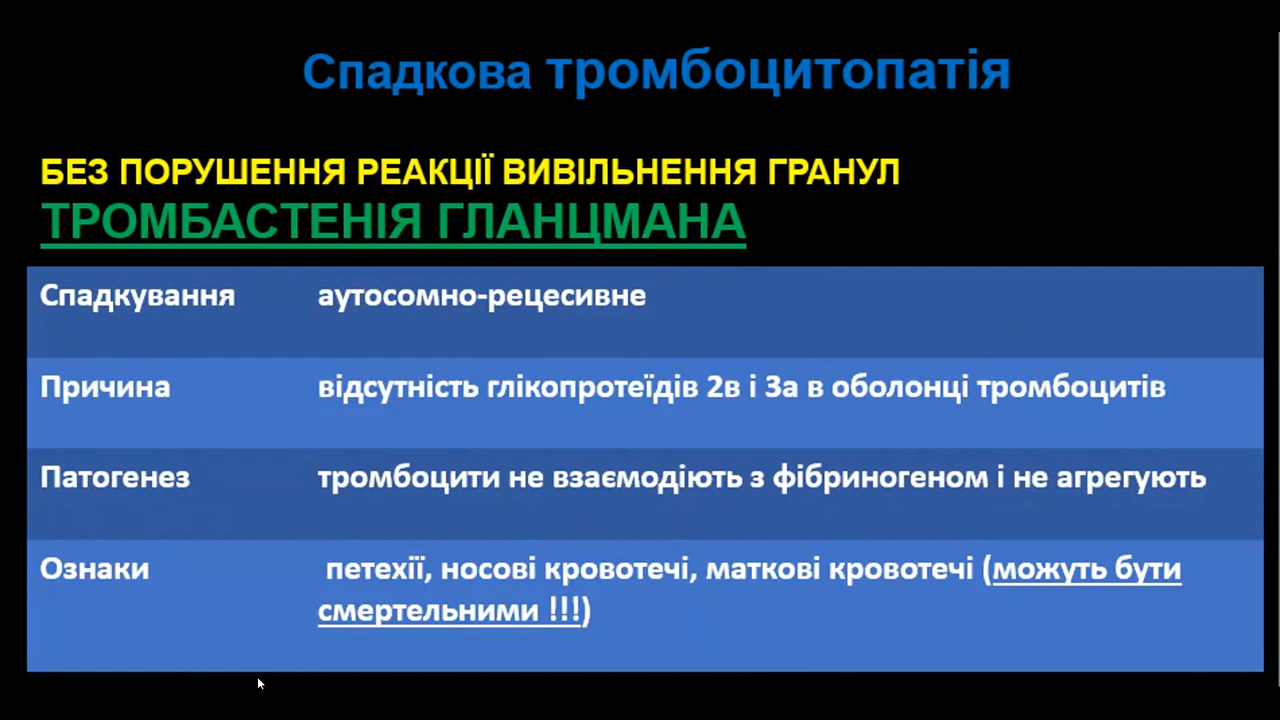 Спадкова тромбоцитопатія
БЕЗ ПОРУШЕННЯ РЕАКЦІЇ ВИВІЛЬНЕННЯ ГРАНУЛ
ТРОМБАСТЕНІЯ ГЛАНЦМАНА
Спадкування аутосомно-рецесивне
Причина відсутність глікопротеїдів 2в і 3а в оболонці тромбоцитів
Патогенез тромбоцити не взаємодіють з фібриногеном і не агрегують
Ознаки петехії, носові кровотечі, маткові кровотечі (можуть бути
смертельними !!!)